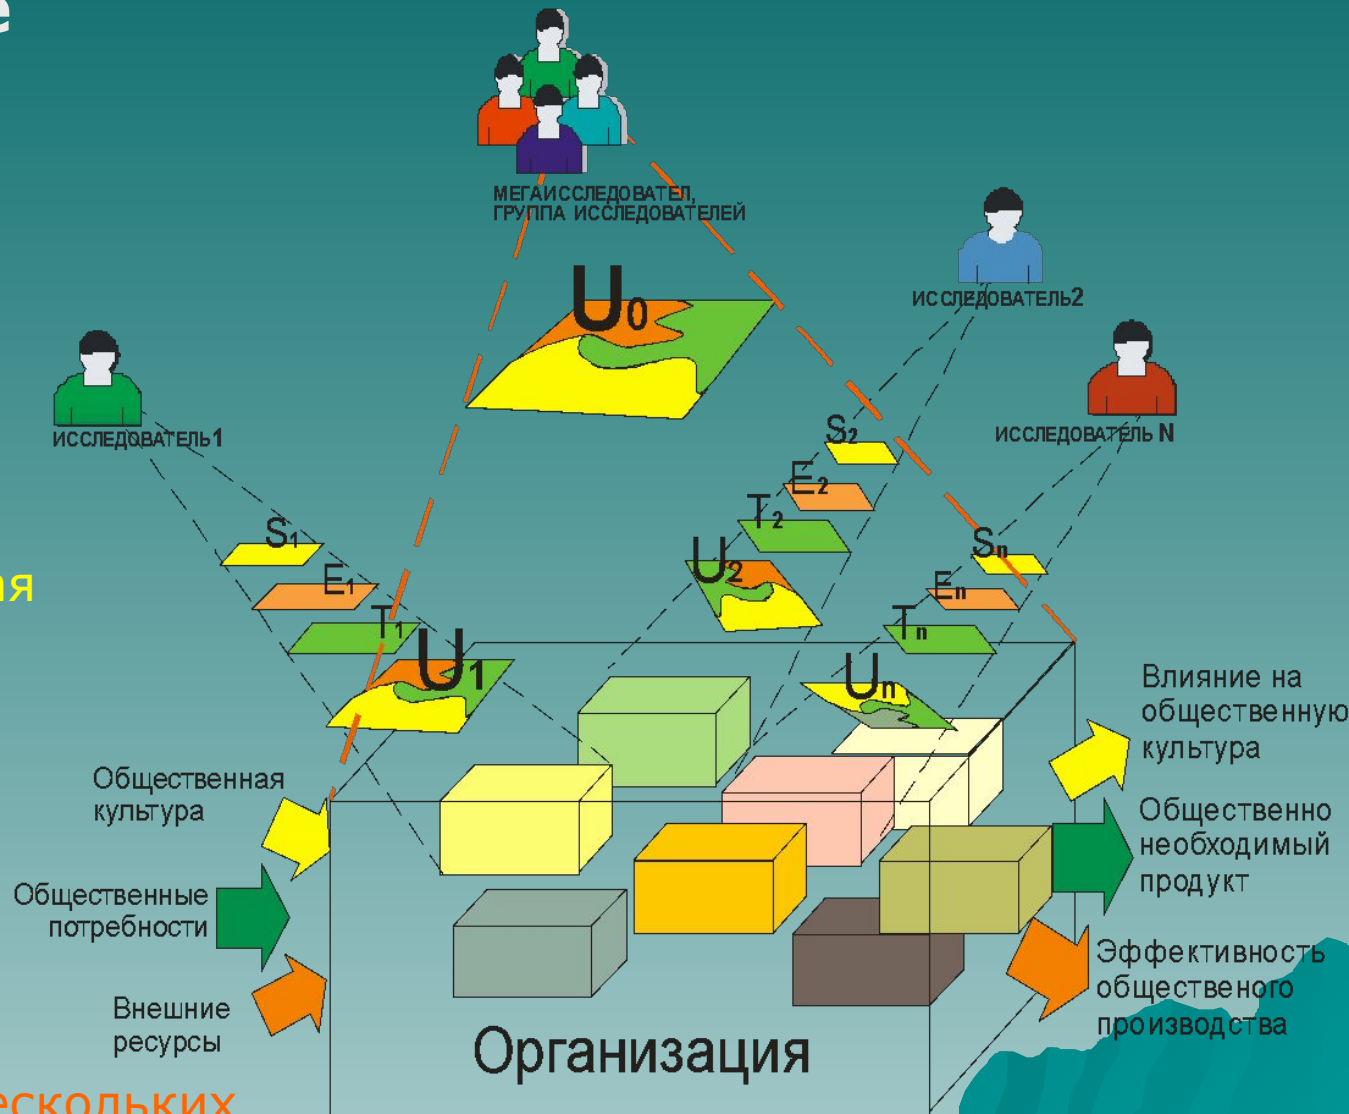 е
МЕГАИССЛЕДОВАТЕЛ,
ГРУППА ИССЛЕДОВАТЕЛЕЙ
U0
ИССЛЕДОВАТЕЛЬ2
ИССЛЕДОВАТЕЛЬ1
ИССЛЕДОВАТЕЛЬ N
S2
E2
T2
U2
S1
E1
T1
U1
Sn
En
Tn
Un
ая
Общественная
культура
Общественные
потребности
Внешние
ресурсы
Влияние на
общественную
культура
Общественно
необходимый
продукт
Эффективность
общественого
производства
Организация
ескольких